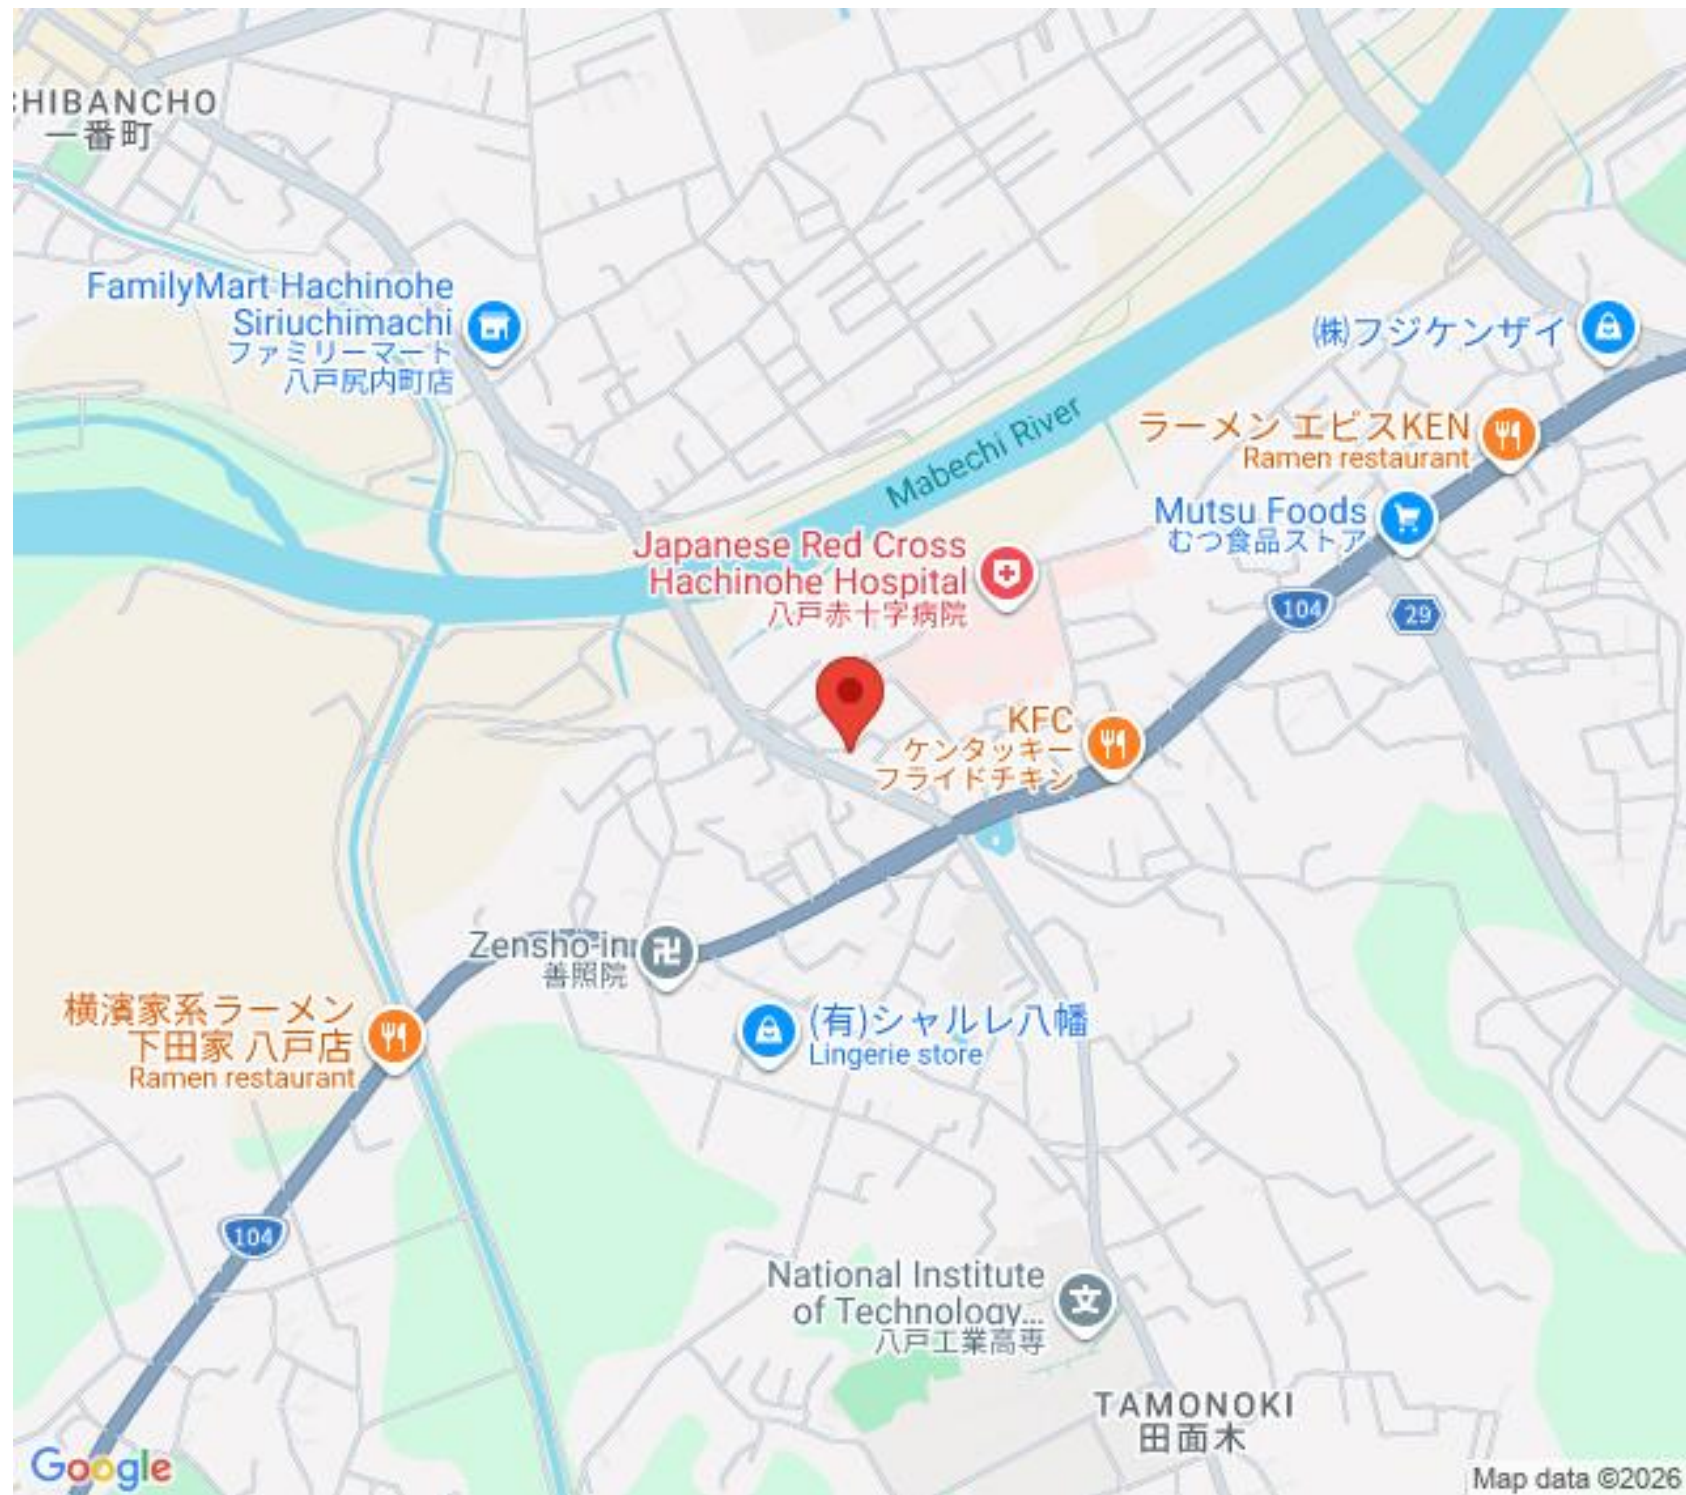 CHIBANCHO
一番町
FamilyMart Hachinohe
Siriuchimachi
ファミリーマート
八戸尻内町店
(株)フジケンザイ
ラーメン エビスKEN
Ramen restaurant
Mabechi River
Mutsu Foods
むつ食品ストア
Japanese Red Cross
Hachinohe Hospital
八戸赤十字病院
104
29
KFC
ケンタッキー
フライドチキン
Zensho-in
善照院
横濱家系ラーメン
下田家 八戸店
Ramen restaurant
(有)シャルレ八幡
Lingerie store
104
National Institute
of Technology...
八戸工業高専
文
TAMONOKI
田面木
Google
Map data ©2026